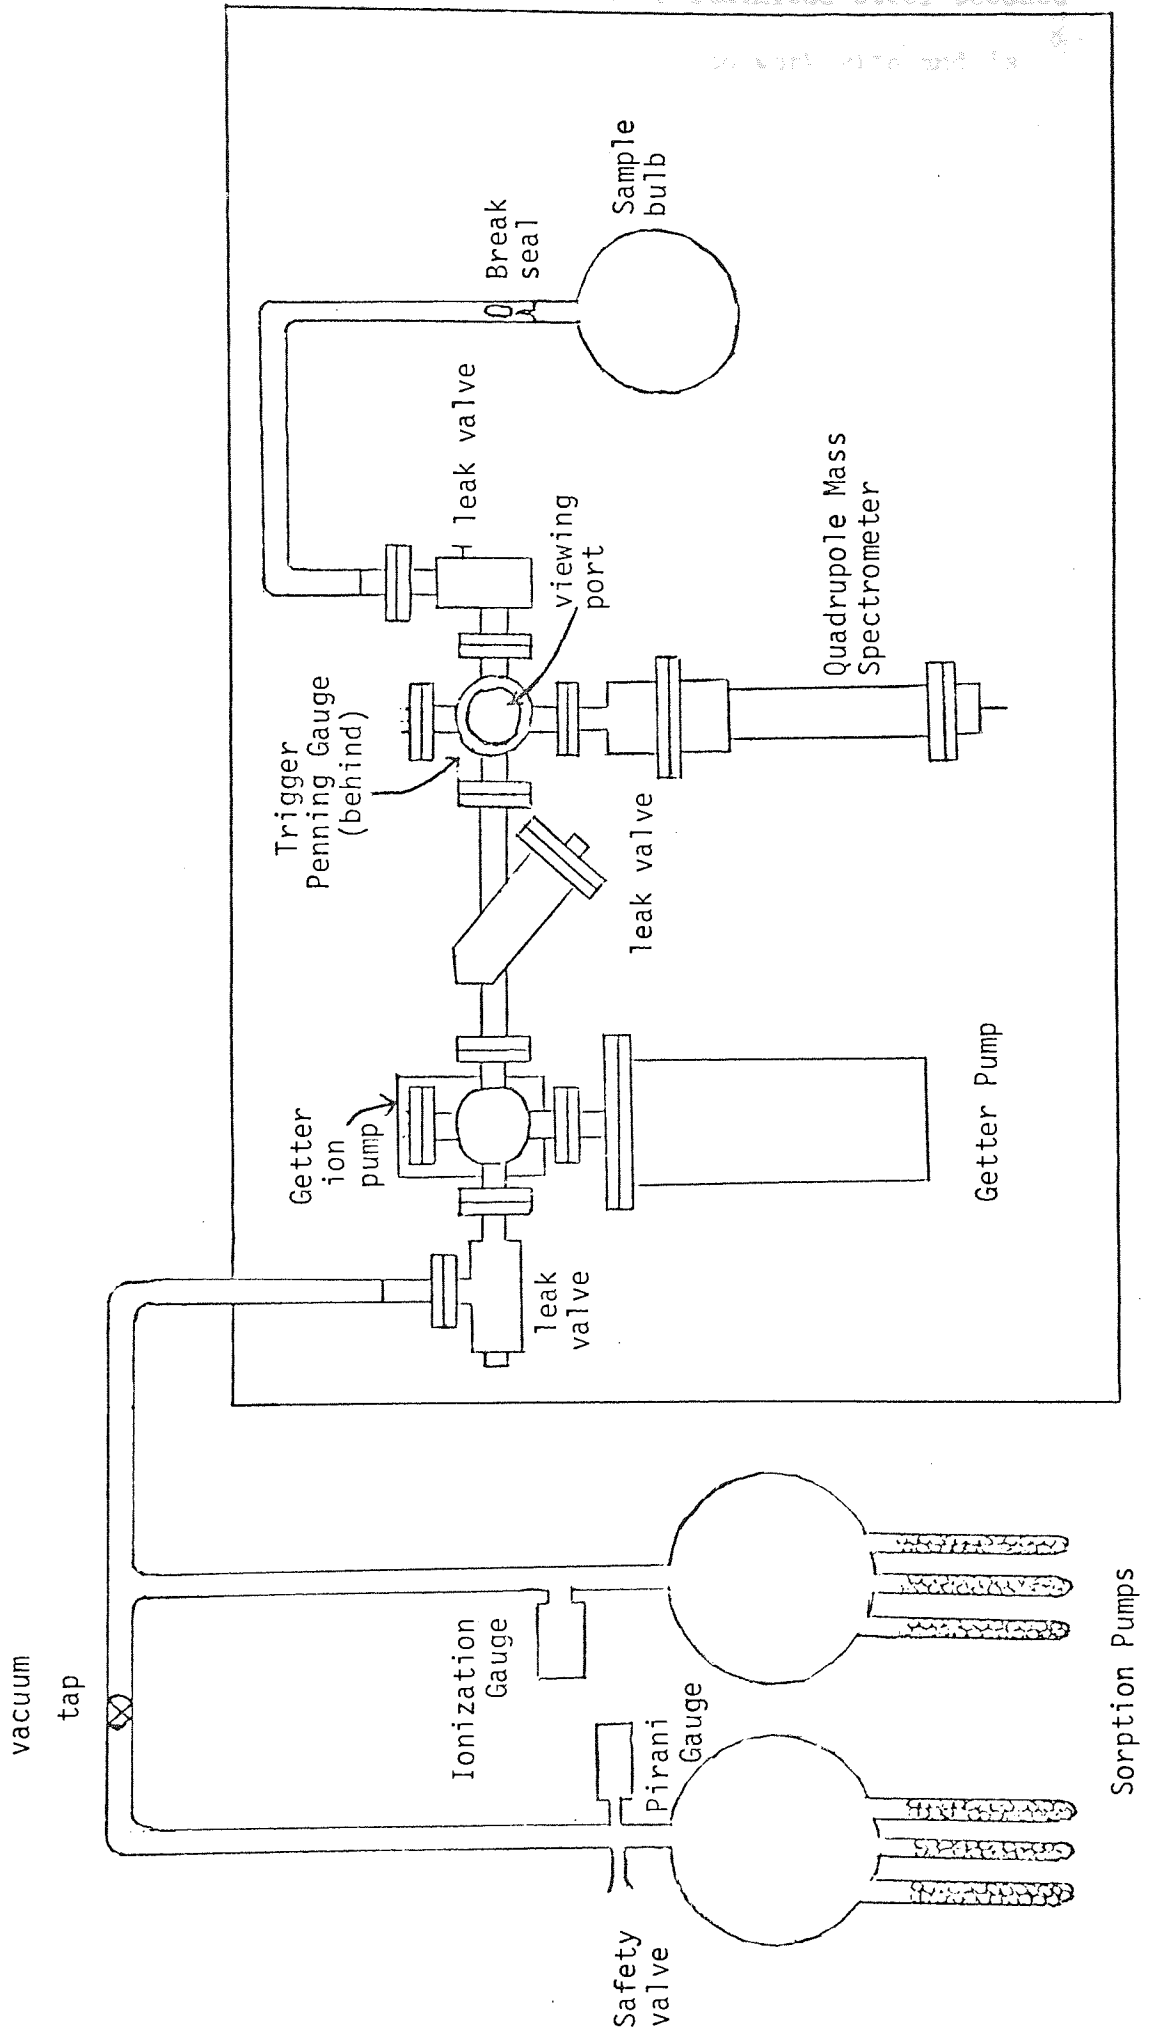 vacuum
tap
Safety
valve
Pirani
Gauge
Ionization
Gauge
Sorption Pumps
leak
valve
Getter
ion
pump
Getter Pump
leak valve
Trigger
Penning Gauge
(behind)
viewing
port
Quadrupole Mass
Spectrometer
leak valve
Break
seal
Sample
bulb